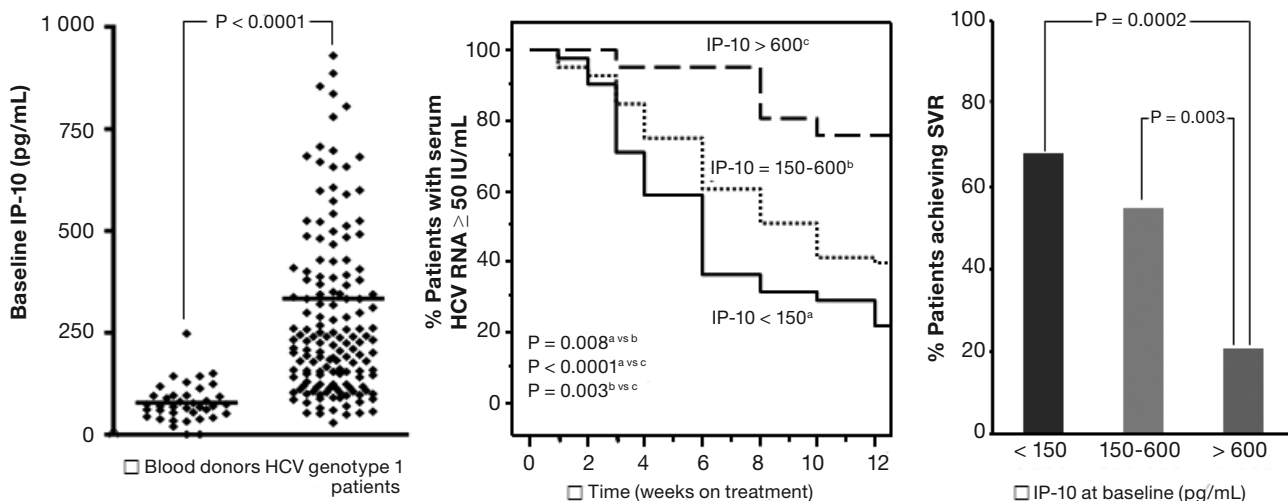 1 000
750
500
250
0
Baseline IP-10 (pg/mL)
P < 0.0001
□ Blood donors HCV genotype 1
patients
100
80
60
40
20
0
% Patients with serum
HCV RNA ≥ 50 IU/mL
IP-10 > 600ᶜ
IP-10 = 150-600ᵇ
IP-10 < 150ᵃ
P = 0.008ᵃ ᵛˢ ᵇ
P < 0.0001ᵃ ᵛˢ ᶜ
P = 0.003ᵇ ᵛˢ ᶜ
0 2 4 6 8 10 12
□ Time (weeks on treatment)
100
80
60
40
20
0
% Patients achieving SVR
P = 0.0002
P = 0.003
< 150 150-600 > 600
□ IP-10 at baseline (pg/mL)